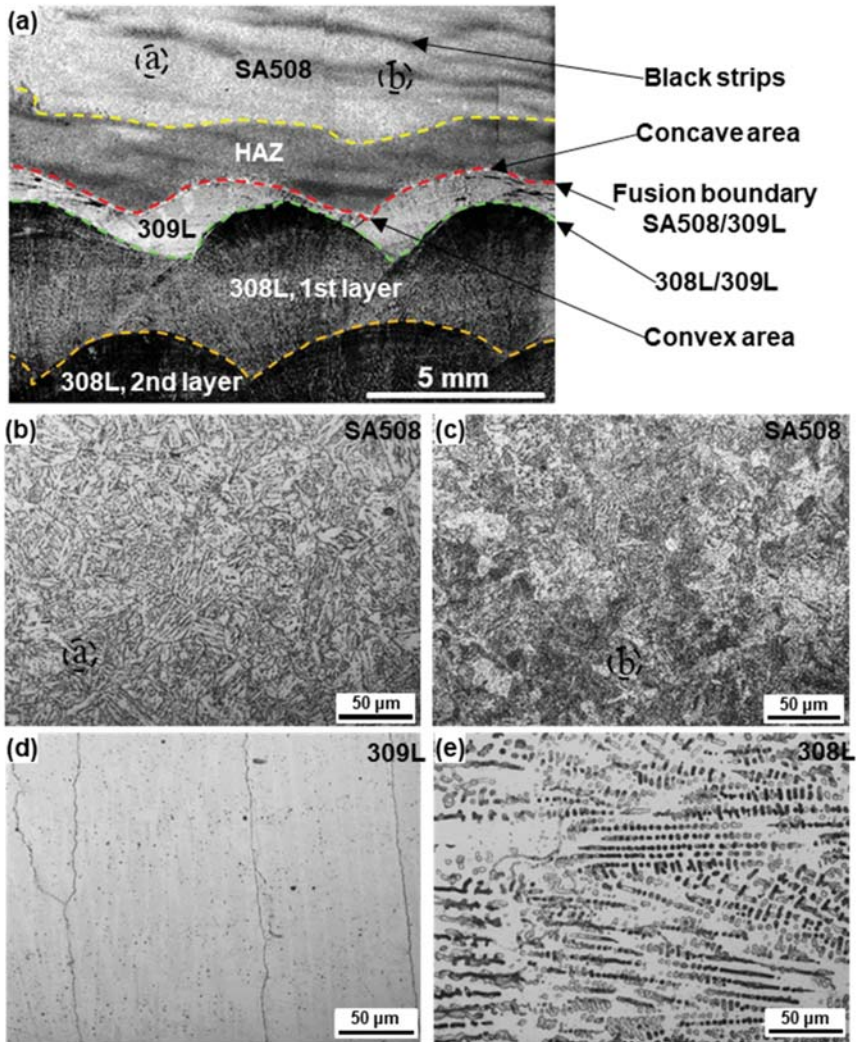 (a)
a
SA508
b
Black strips
HAZ
Concave area
Fusion boundary
SA508/309L
309L
308L/309L
308L, 1st layer
Convex area
308L, 2nd layer
5 mm
(b)
SA508
a
50 μm
(c)
SA508
b
50 μm
(d)
309L
50 μm
(e)
308L
50 μm